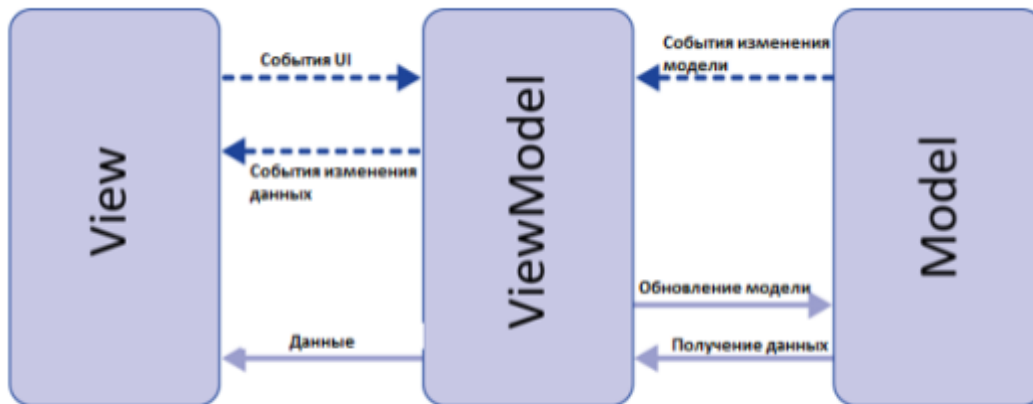 View
События UI
События изменения
данных
Данные
ViewModel
События изменения
модели
Обновление модели
Получение данных
Model